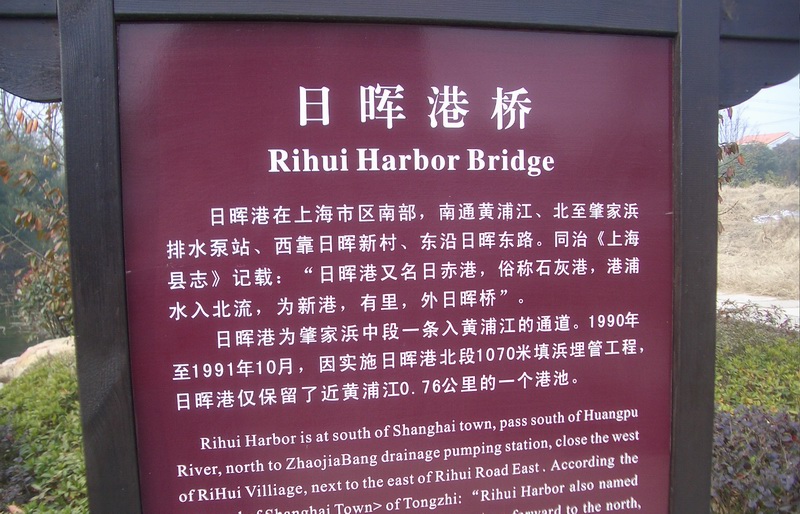 日晖港桥
Rihui Harbor Bridge
日晖港在上海市区南部，南通黄浦江、北至肇家浜
排水泵站、西靠日晖新村、东沿日晖东路。同治《上海
县志》记载：“日晖港又名日赤港，俗称石灰港，港浦
水入北流，为新港，有里，外日晖桥”。
日晖港为肇家浜中段一条入黄浦江的通道。1990年
至1991年10月，因实施日晖港北段1070米填浜埋管工程，
日晖港仅保留了近黄浦江0.76公里的一个港池。
Rihui Harbor is at south of Shanghai town, pass south of Huangpu
River, north to ZhaojiaBang drainage pumping station, close the west
of RiHui Villiage, next to the east of Rihui Road East . According the
of Shanghai Town> of Tongzhi: “Rihui Harbor also named
forward to the north,